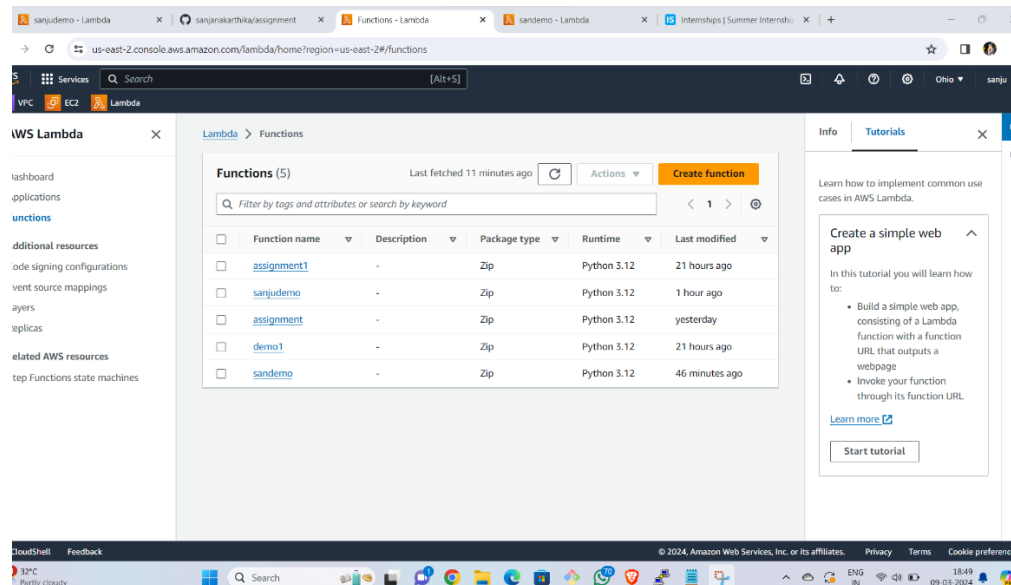 sanjudemo - Lambda
sanjanakarthika/assignment
Functions - Lambda
sandemo - Lambda
Internships | Summer Internshi
us-east-2.console.aws.amazon.com/lambda/home?region=us-east-2#/functions
Services Search [Alt+S] Ohio sanju
VPC EC2 Lambda
AWS Lambda
ashboard
pplications
unctions
dditional resources
ode signing configurations
vent source mappings
ayers
eplicas
elated AWS resources
tep Functions state machines
Lambda > Functions
Functions (5) Last fetched 11 minutes ago Actions Create function
Filter by tags and attributes or search by keyword 1
Function name Description Package type Runtime Last modified
assignment1 - Zip Python 3.12 21 hours ago
sanjudemo - Zip Python 3.12 1 hour ago
assignment - Zip Python 3.12 yesterday
demo1 - Zip Python 3.12 21 hours ago
sandemo - Zip Python 3.12 46 minutes ago
Info Tutorials
Learn how to implement common use
cases in AWS Lambda.
Create a simple web
app
In this tutorial you will learn how
to:
• Build a simple web app,
consisting of a Lambda
function with a function
URL that outputs a
webpage
• Invoke your function
through its function URL
Learn more
Start tutorial
CloudShell Feedback © 2024, Amazon Web Services, Inc. or its affiliates. Privacy Terms Cookie preferenc
32°C
Partly cloudy
Search
70
ENG
IN
18:49
09-03-2024